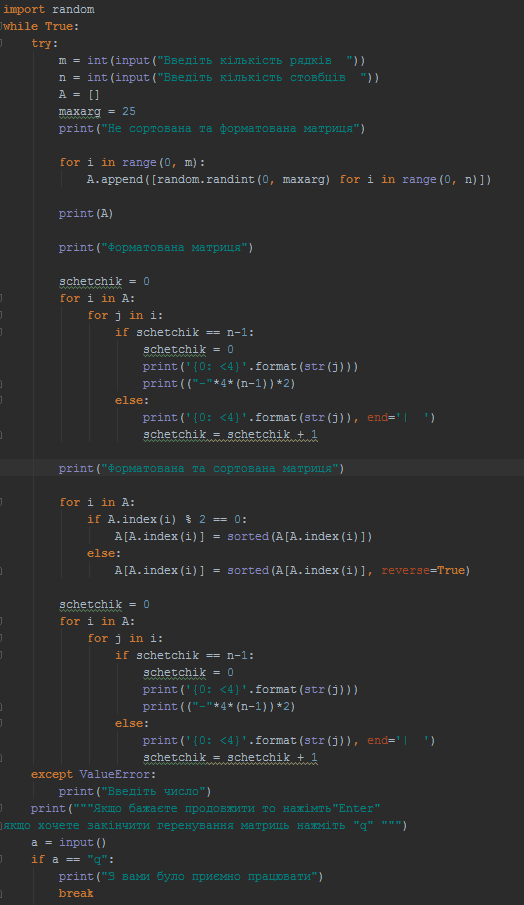 import random
while True:
    try:
        m = int(input("Введіть кількість рядків  "))
        n = int(input("Введіть кількість стовбців  "))
        A = []
        maxarg = 25
        print("Не сортована та форматована матриця")

        for i in range(0, m):
            A.append([random.randint(0, maxarg) for i in range(0, n)])

        print(A)

        print("Форматована матриця")

        schetchik = 0
        for i in A:
            for j in i:
                if schetchik == n-1:
                    schetchik = 0
                    print('{0: <4}'.format(str(j)))
                    print(("-"*4*(n-1))*2)
                else:
                    print('{0: <4}'.format(str(j)), end='|  ')
                    schetchik = schetchik + 1

        print("Форматована та сортована матриця")

        for i in A:
            if A.index(i) % 2 == 0:
                A[A.index(i)] = sorted(A[A.index(i)])
            else:
                A[A.index(i)] = sorted(A[A.index(i)], reverse=True)

        schetchik = 0
        for i in A:
            for j in i:
                if schetchik == n-1:
                    schetchik = 0
                    print('{0: <4}'.format(str(j)))
                    print(("-"*4*(n-1))*2)
                else:
                    print('{0: <4}'.format(str(j)), end='|  ')
                    schetchik = schetchik + 1
    except ValueError:
        print("Введіть число")
    print("""Якщо бажаєте продовжити то нажімть"Enter"
якщо хочете закінчити геренування матриць нажміть "q" """)
    a = input()
    if a == "q":
        print("З вами було приємно працювати")
        break